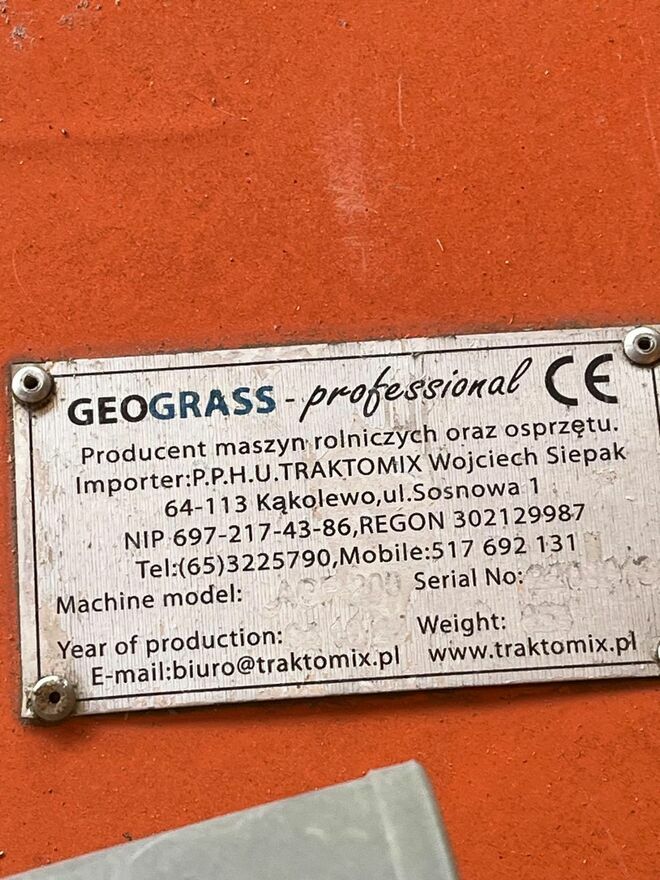 GEOGRASS - professional CE
Producent maszyn rolniczych oraz osprzętu.
Importer:P.P.H.U.TRAKTOMIX Wojciech Siepak
64-113 Kąkolewo,ul.Sosnowa 1
NIP 697-217-43-86,REGON 302129987
Tel:(65)3225790,Mobile:517 692 131
Machine model: Serial No:
Year of production: Weight:
E-mail:biuro@traktomix.pl www.traktomix.pl